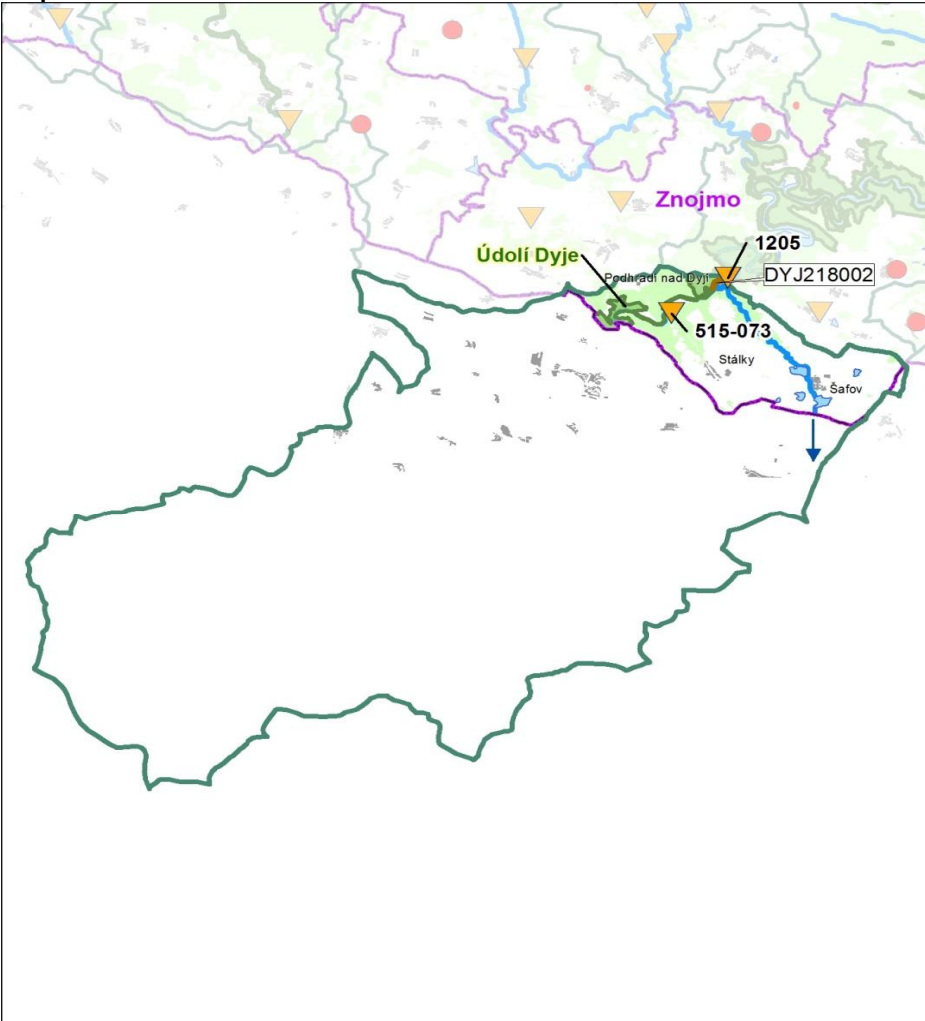 Znojmo
1205
Údolí Dyje
Podhradí nad Dyjí
DYJ218002
515-073
Stálky
Šafov